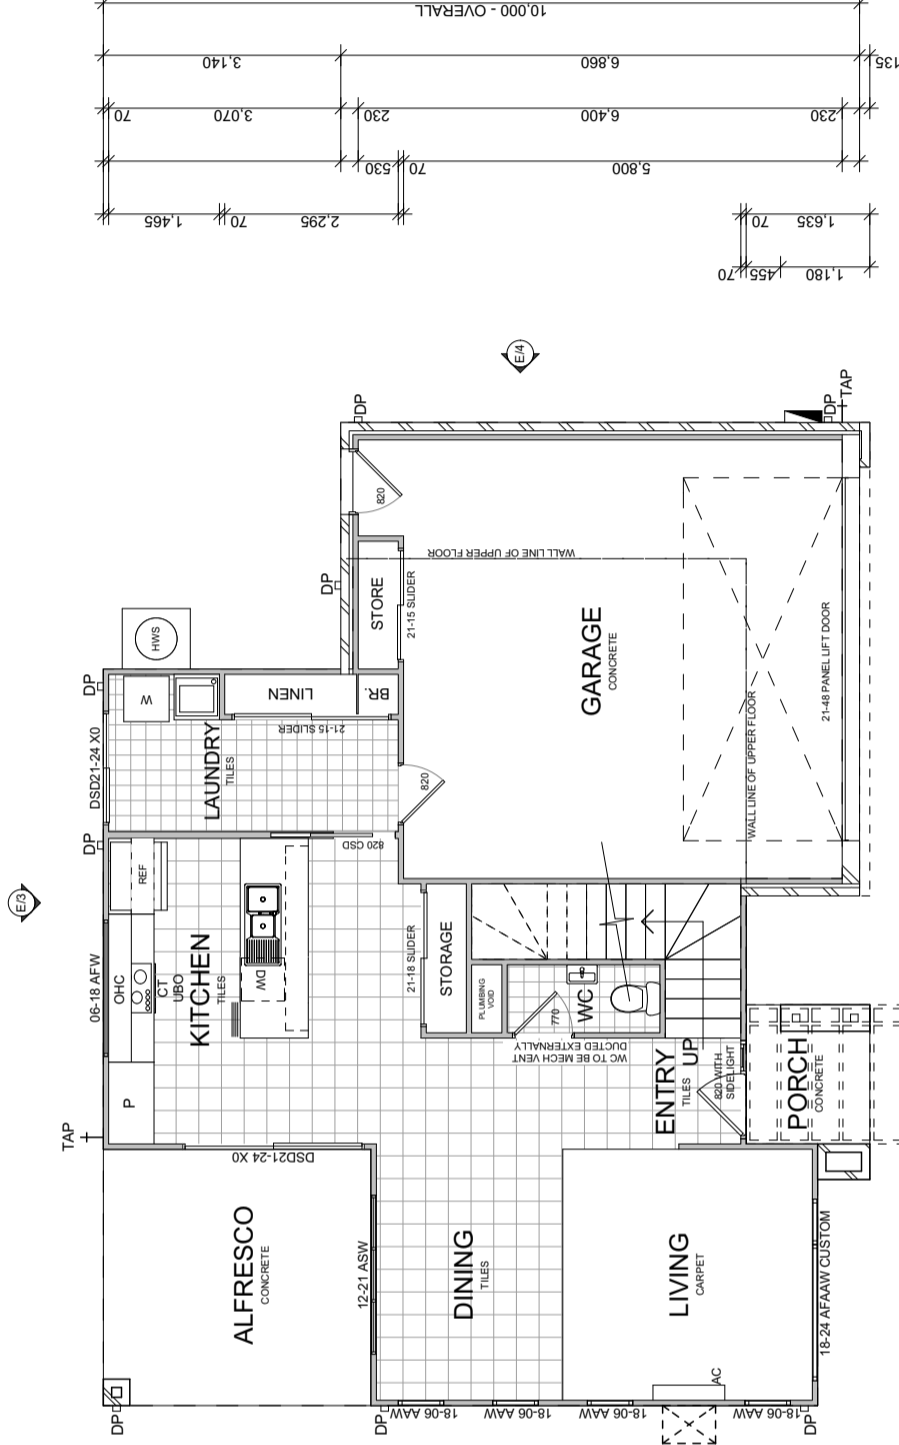 10,000 - OVERALL
3,140
6,860
135
70
3,070
230
6,400
230
530
70
5,800
1,465
70
2,295
70
1,635
70
455
1,180
E/4
DP
DP
TAP
820
WALL LINE OF UPPER FLOOR
DP
STORE
21-15 SLIDER
HWS
GARAGE
CONCRETE
21-48 PANEL LIFT DOOR
WALL LINE OF UPPER FLOOR
DP
W
LINEN
BR.
21-15 SLIDER
DSD21-24 X0
LAUNDRY
TILES
820
DP
820 CSD
E/3
REF
06-18 AFW
OHC
CT
UBO
KITCHEN
TILES
DW
21-18 SLIDER
STORAGE
PLUMBING
VOID
WC
770
WC TO BE MECH VENT
DUCTED EXTERNALLY
P
TAP
ENTRY
TILES
UP
820 WITH
SIDELIGHT
PORCH
CONCRETE
DSD21-24 X0
ALFRESCO
CONCRETE
12-21 ASW
DINING
TILES
LIVING
CARPET
18-24 AFAAAW CUSTOM
AC
DP
DP
18-06 AAW
18-06 AAW
18-06 AAW
18-06 AAW
DP